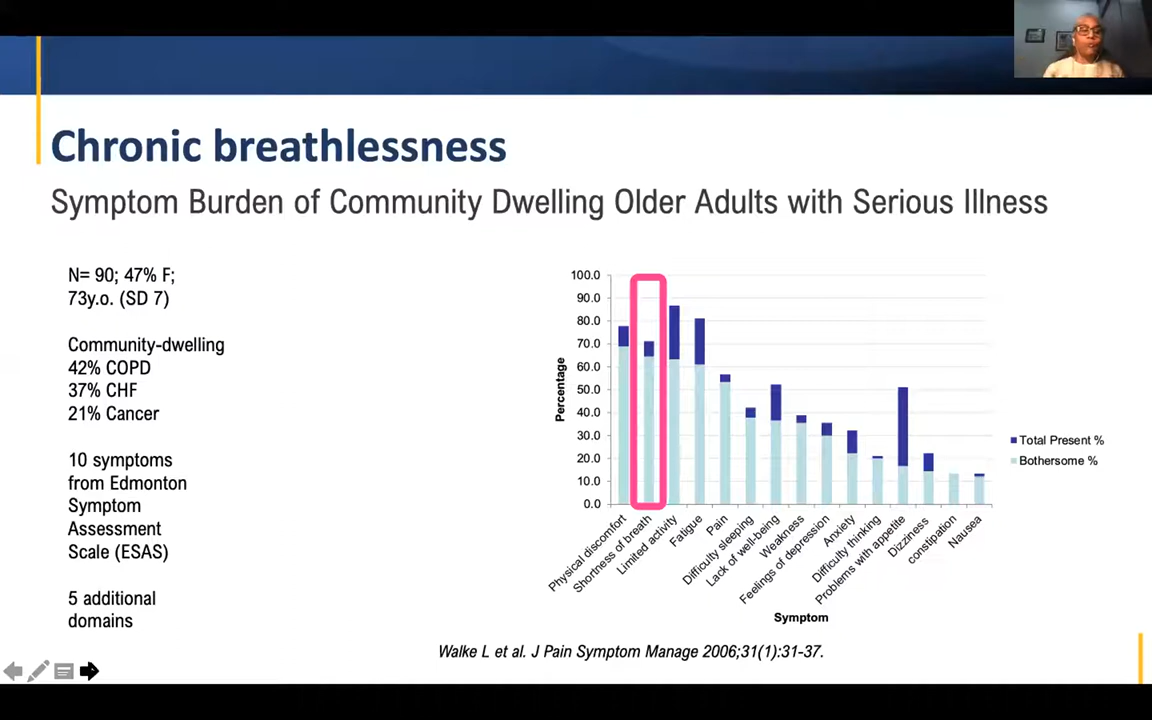 Chronic breathlessness
Symptom Burden of Community Dwelling Older Adults with Serious Illness
N= 90; 47% F;
73y.o. (SD 7)
Community-dwelling
42% COPD
37% CHF
21% Cancer
10 symptoms
from Edmonton
Symptom
Assessment
Scale (ESAS)
5 additional
domains
Percentage
100.0
90.0
80.0
70.0
60.0
50.0
40.0
30.0
20.0
10.0
0.0
Physical discomfort
Shortness of breath
Limited activity
Fatigue
Pain
Difficulty sleeping
Lack of well-being
Weakness
Feelings of depression
Anxiety
Difficulty thinking
Problems with appetite
Dizziness
constipation
Nausea
Symptom
Total Present %
Bothersome %
Walke L et al. J Pain Symptom Manage 2006;31(1):31-37.